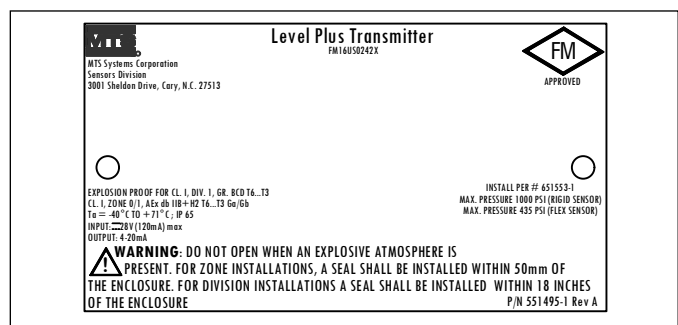 MTS
Level Plus Transmitter
FM16US0242X
FM
APPROVED
MTS Systems Corporation
Sensors Division
3001 Sheldon Drive, Cary, N.C. 27513
EXPLOSION PROOF FOR CL. I, DIV. 1, GR. BCD T6...T3
CL. I, ZONE 0/1, AEx db IIB+H2 T6...T3 Ga/Gb
Ta = -40°C TO +71°C ; IP 65
INPUT: 28V (120mA) max
OUTPUT: 4-20mA
INSTALL PER # 651553-1
MAX. PRESSURE 1000 PSI (RIGID SENSOR)
MAX. PRESSURE 435 PSI (FLEX SENSOR)
WARNING: DO NOT OPEN WHEN AN EXPLOSIVE ATMOSPHERE IS
PRESENT. FOR ZONE INSTALLATIONS, A SEAL SHALL BE INSTALLED WITHIN 50mm OF
THE ENCLOSURE. FOR DIVISION INSTALLATIONS A SEAL SHALL BE INSTALLED WITHIN 18 INCHES
OF THE ENCLOSURE
P/N 551495-1 Rev A